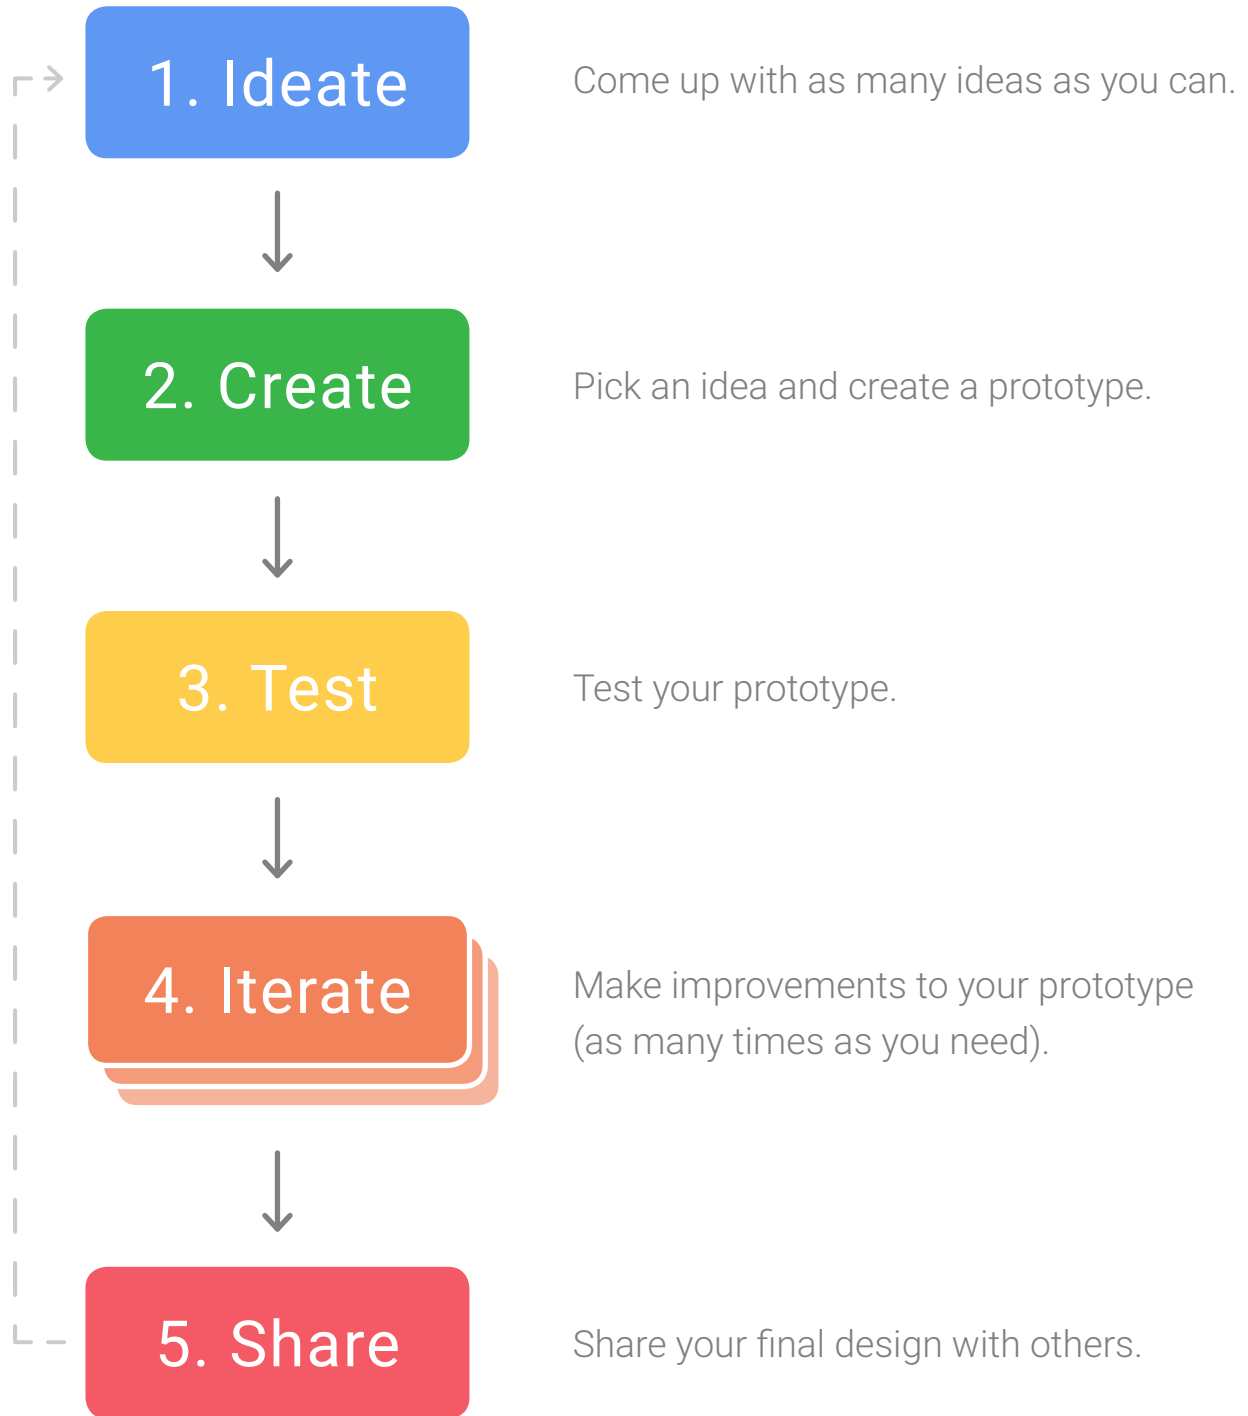 1. Ideate
Come up with as many ideas as you can.
2. Create
Pick an idea and create a prototype.
3. Test
Test your prototype.
4. Iterate
Make improvements to your prototype
(as many times as you need).
5. Share
Share your final design with others.